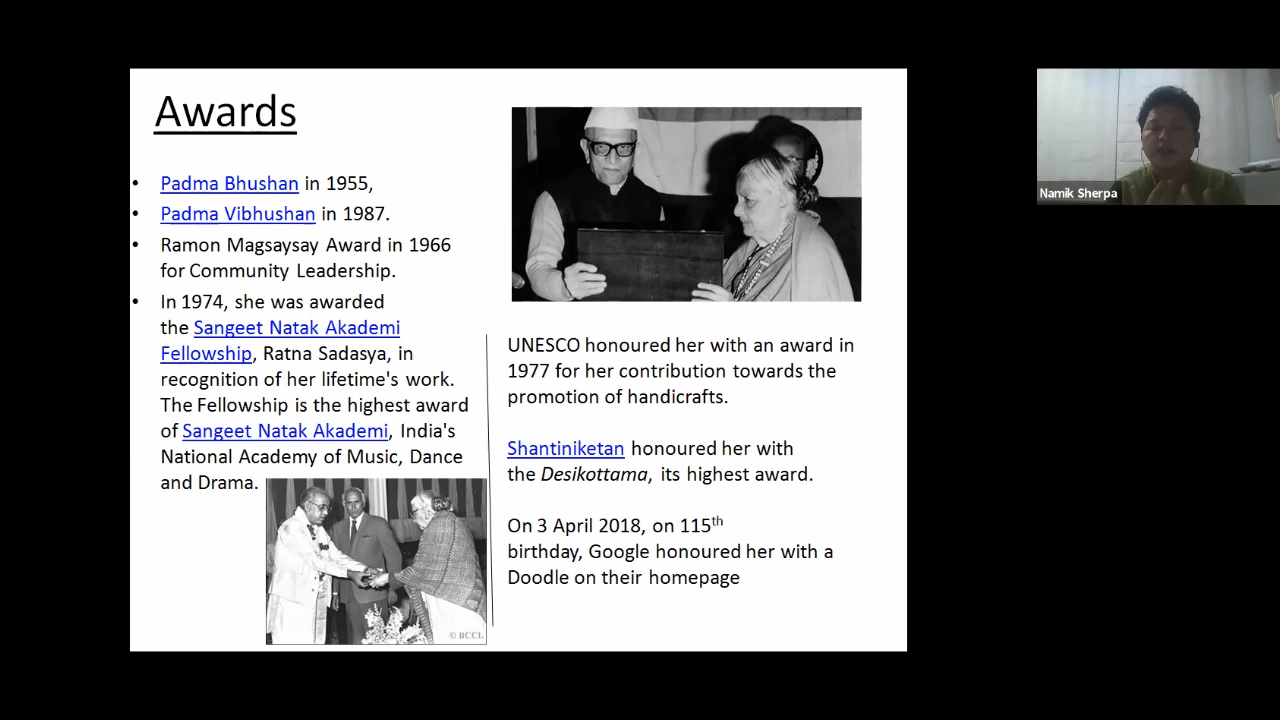 Awards
• Padma Bhushan in 1955,
• Padma Vibhushan in 1987.
• Ramon Magsaysay Award in 1966
for Community Leadership.
• In 1974, she was awarded
the Sangeet Natak Akademi
Fellowship, Ratna Sadasya, in
recognition of her lifetime's work.
The Fellowship is the highest award
of Sangeet Natak Akademi, India's
National Academy of Music, Dance
and Drama.
© BCCL
UNESCO honoured her with an award in
1977 for her contribution towards the
promotion of handicrafts.
Shantiniketan honoured her with
the Desikottama, its highest award.
On 3 April 2018, on 115th
birthday, Google honoured her with a
Doodle on their homepage
Namik Sherpa